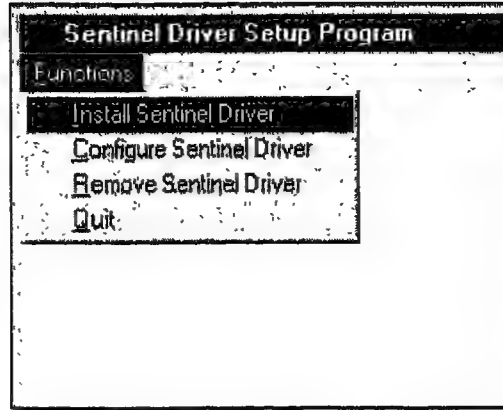 Sentinel Driver Setup Program
Functions
Install Sentinel Driver
Configure Sentinel Driver
Remove Sentinel Driver
Quit